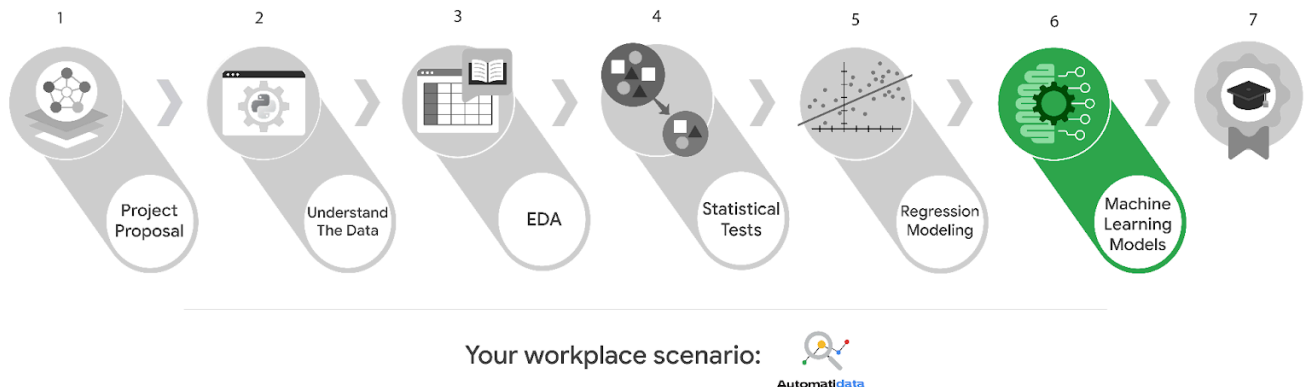 1
2
3
4
5
6
7
Project
Proposal
Understand
The Data
EDA
Statistical
Tests
Regression
Modeling
Machine
Learning
Models
Your workplace scenario:
Automatidata